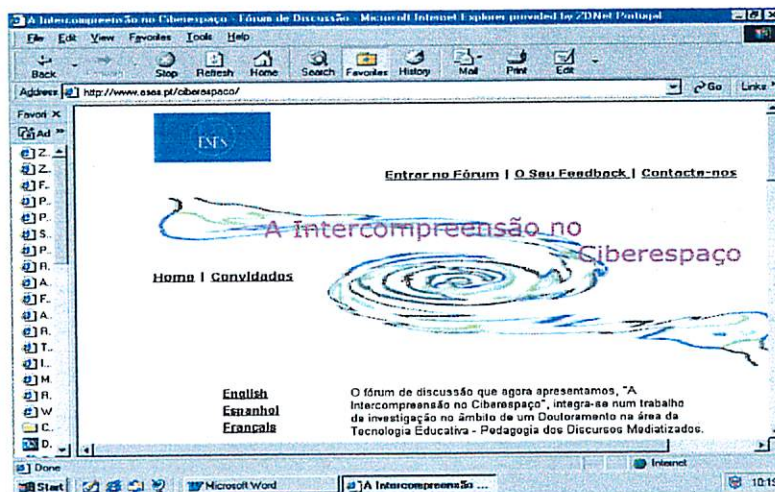 A Intercompreensão no Ciberespaço - Fórum de Discussão - Microsoft Internet Explorer provided by ZDNet Portugal
File Edit View Favorites Tools Help
Back Stop Refresh Home Search Favorites History Mail Print Edit
Address http://www.eses.pt/ciberespaco/ Go Links »
Favori ×
Ad »
Z..
Z..
F..
P..
P..
S..
P..
R..
A..
F..
A..
R..
T..
I..
M..
R..
W
C..
D.
ESES
Entrar no Fórum | O Seu Feedback | Contacte-nos
A Intercompreensão no
Ciberespaço
Home | Convidados
English
Espanhol
Français
O fórum de discussão que agora apresentamos, "A
Intercompreensão no Ciberespaço", integra-se num trabalho
de investigação no âmbito de um Doutoramento na área da
Tecnologia Educativa - Pedagogia dos Discursos Mediatizados.
Done Internet
Start Microsoft Word A Intercompreensão ...